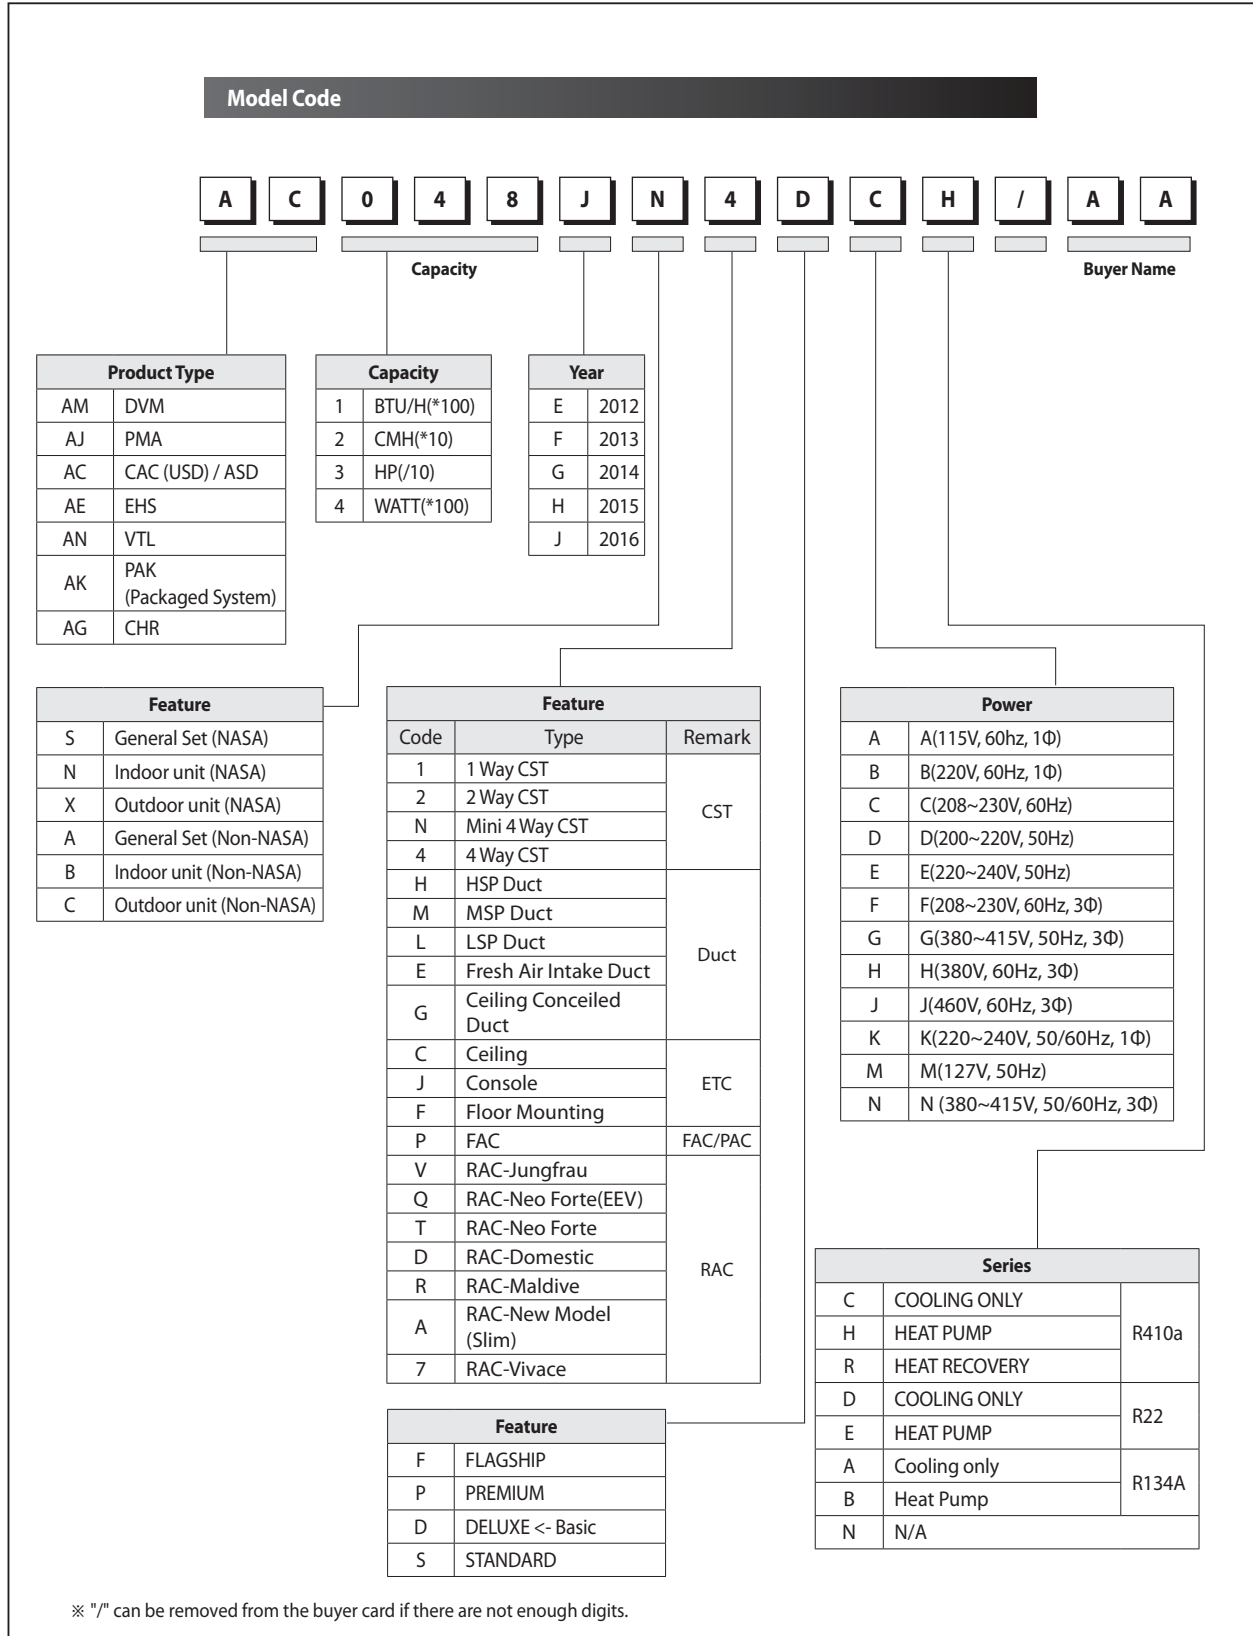 Model Code
A C 0 4 8 J N 4 D C H / A A
Capacity
Buyer Name
Product Type
AM DVM
AJ PMA
AC CAC (USD) / ASD
AE EHS
AN VTL
AK PAK
(Packaged System)
AG CHR
Capacity
1 BTU/H(*100)
2 CMH(*10)
3 HP(/10)
4 WATT(*100)
Year
E 2012
F 2013
G 2014
H 2015
J 2016
Feature
S General Set (NASA)
N Indoor unit (NASA)
X Outdoor unit (NASA)
A General Set (Non-NASA)
B Indoor unit (Non-NASA)
C Outdoor unit (Non-NASA)
Feature
Code Type Remark
1 1 Way CST
2 2 Way CST
N Mini 4 Way CST
4 4 Way CST
CST
H HSP Duct
M MSP Duct
L LSP Duct
E Fresh Air Intake Duct
G Ceiling Conceiled
Duct
Duct
C Ceiling
J Console
F Floor Mounting
ETC
P FAC FAC/PAC
V RAC-Jungfrau
Q RAC-Neo Forte(EEV)
T RAC-Neo Forte
D RAC-Domestic
R RAC-Maldive
A RAC-New Model
(Slim)
7 RAC-Vivace
RAC
Feature
F FLAGSHIP
P PREMIUM
D DELUXE <- Basic
S STANDARD
Power
A A(115V, 60hz, 1Φ)
B B(220V, 60Hz, 1Φ)
C C(208~230V, 60Hz)
D D(200~220V, 50Hz)
E E(220~240V, 50Hz)
F F(208~230V, 60Hz, 3Φ)
G G(380~415V, 50Hz, 3Φ)
H H(380V, 60Hz, 3Φ)
J J(460V, 60Hz, 3Φ)
K K(220~240V, 50/60Hz, 1Φ)
M M(127V, 50Hz)
N N (380~415V, 50/60Hz, 3Φ)
Series
C COOLING ONLY
H HEAT PUMP
R HEAT RECOVERY
R410a
D COOLING ONLY
E HEAT PUMP
R22
A Cooling only
B Heat Pump
R134A
N N/A
※ "/" can be removed from the buyer card if there are not enough digits.